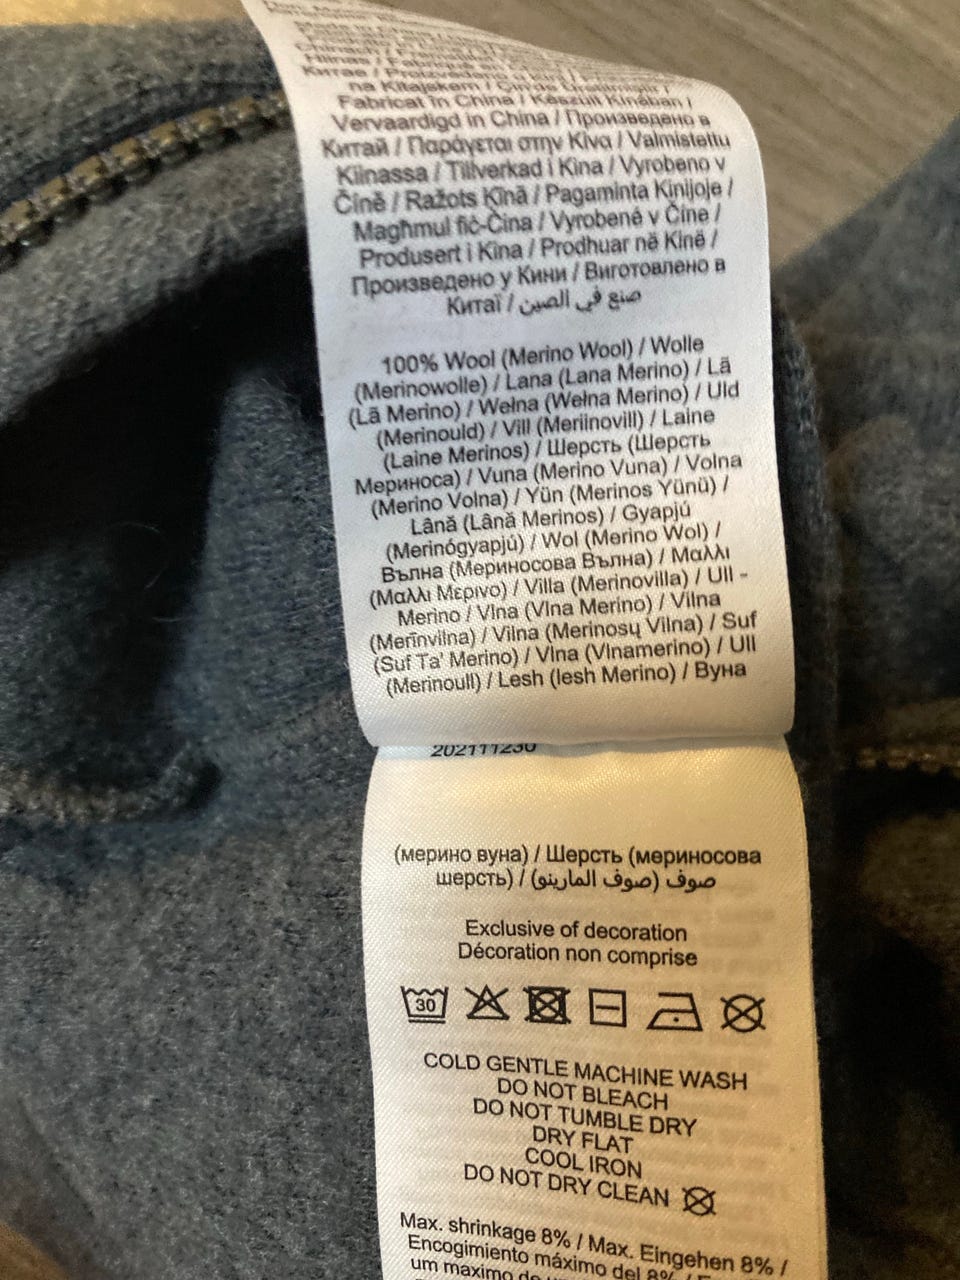 Китае / Proizvedeno
na Kitajskem /
Fabricat în China / Készült Kínában /
Vervaardigd in China / Произведено в
Китай / Παράγεται στην Κίνα / Valmistettu
Kiinassa / Tillverkad i Kina / Vyrobeno v
Číně / Ražots Ķīnā / Pagaminta Kinijoje /
Magħmul fiċ-Ċina / Vyrobené v Číne /
Produsert i Kina / Prodhuar në Kinë /
Произведено у Кини / Виготовлено в
Китаї / صنع في الصين
100% Wool (Merino Wool) / Wolle
(Merinowolle) / Lana (Lana Merino) / Lã
(Lã Merino) / Wełna (Wełna Merino) / Uld
(Merinould) / Vill (Meriinovill) / Laine
(Laine Merinos) / Шерсть (Шерсть
Мериноса) / Vuna (Merino Vuna) / Volna
(Merino Volna) / Yün (Merinos Yünü) /
Lână (Lână Merinos) / Gyapjú
(Merinógyapjú) / Wol (Merino Wol) /
Вълна (Мериносова Вълна) / Μαλλι
(Μαλλι Μερινο) / Villa (Merinovilla) / Ull -
Merino / Vlna (Vlna Merino) / Vilna
(Merīnvilna) / Vilna (Merinosų Vilna) / Suf
(Suf Ta' Merino) / Vlna (Vlnamerino) / Ull
(Merinoull) / Lesh (lesh Merino) / Вуна
202111230
(мерино вуна) / Шерсть (мериносова
шерсть) / صوف (صوف المارينو)
Exclusive of decoration
Décoration non comprise
30
COLD GENTLE MACHINE WASH
DO NOT BLEACH
DO NOT TUMBLE DRY
DRY FLAT
COOL IRON
DO NOT DRY CLEAN
Max. shrinkage 8% / Max. Eingehen 8% /
Encogimiento máximo del 8% /
um maximo de